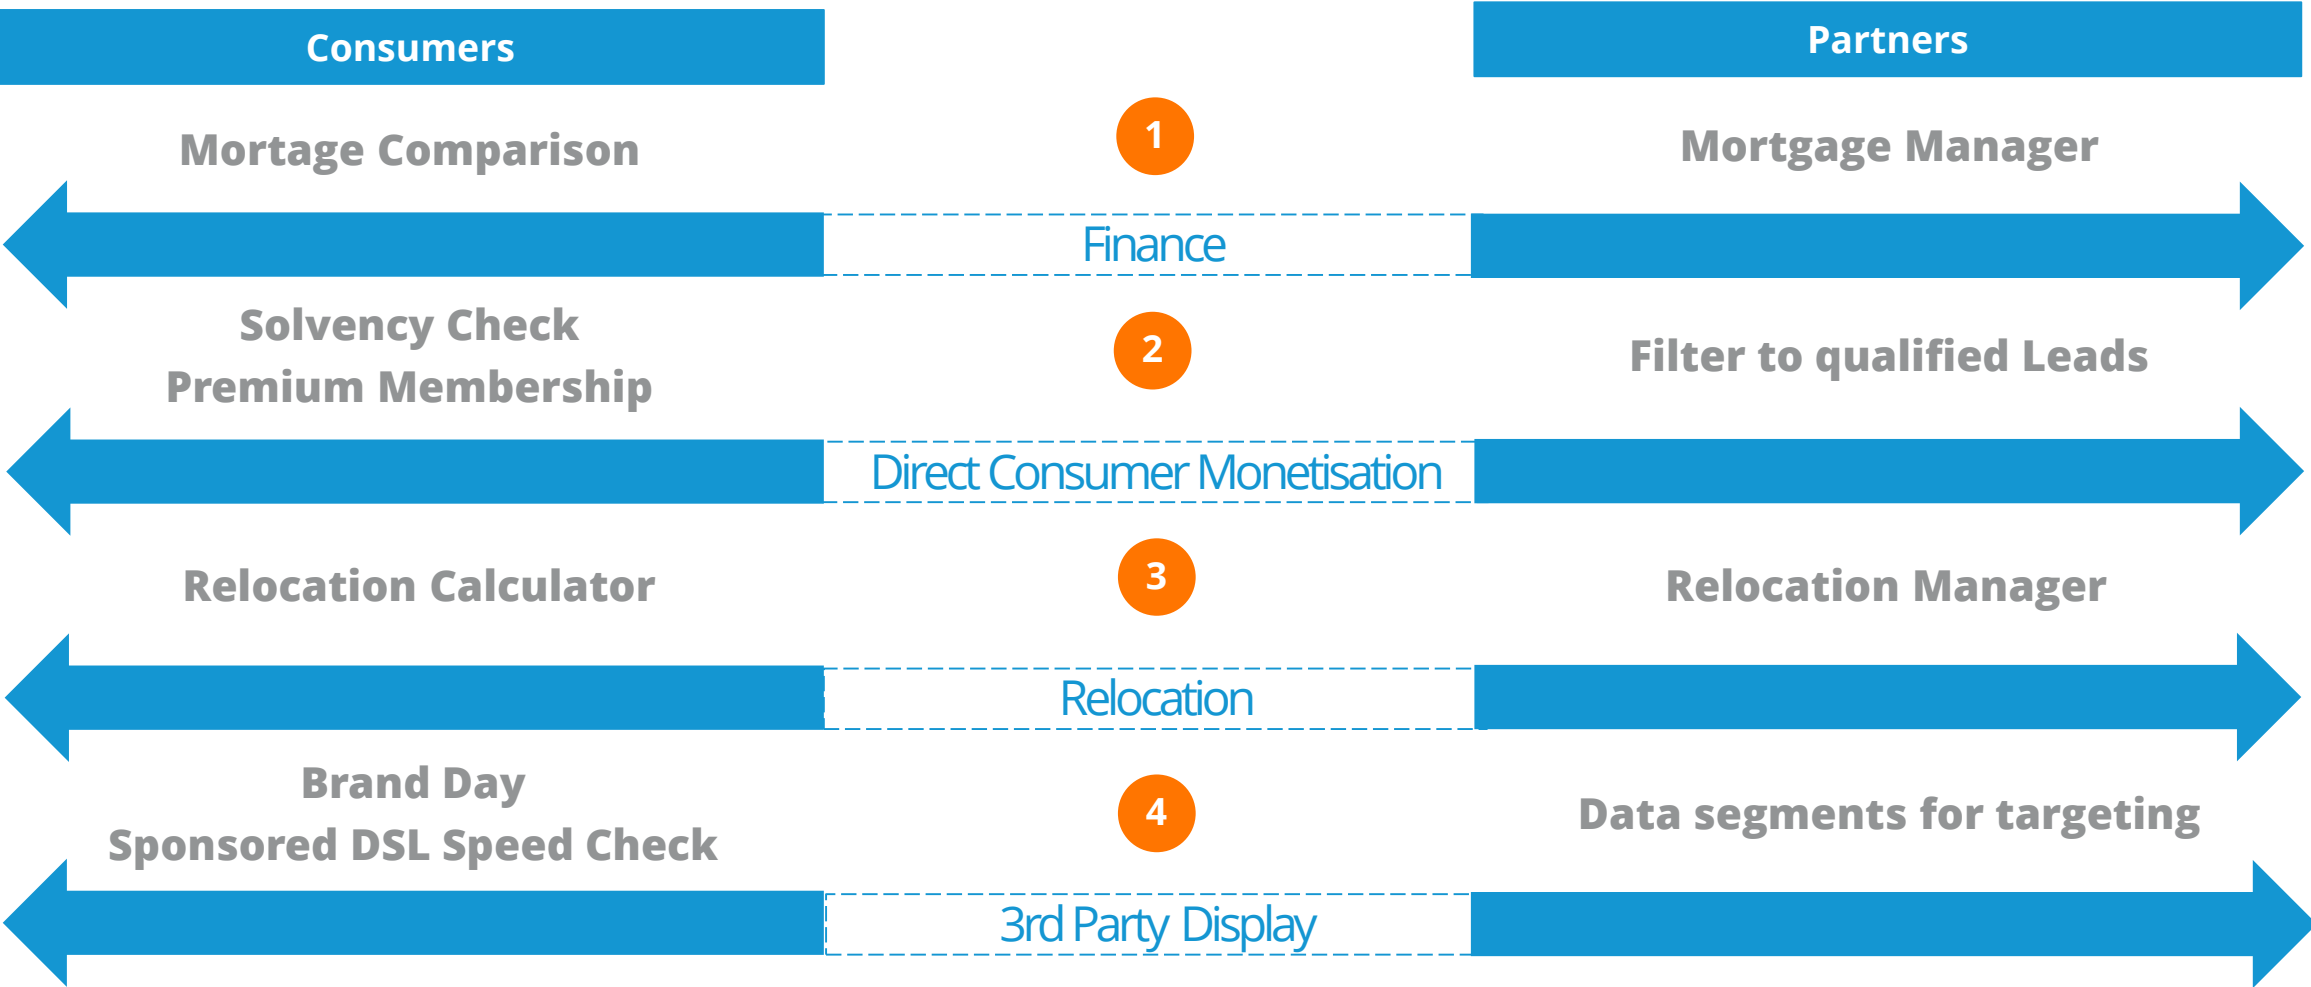 Consumers
Partners
Mortage Comparison
1
Mortgage Manager
Finance
Solvency Check
Premium Membership
2
Filter to qualified Leads
Direct Consumer Monetisation
Relocation Calculator
3
Relocation Manager
Relocation
Brand Day
Sponsored DSL Speed Check
4
Data segments for targeting
3rd Party Display